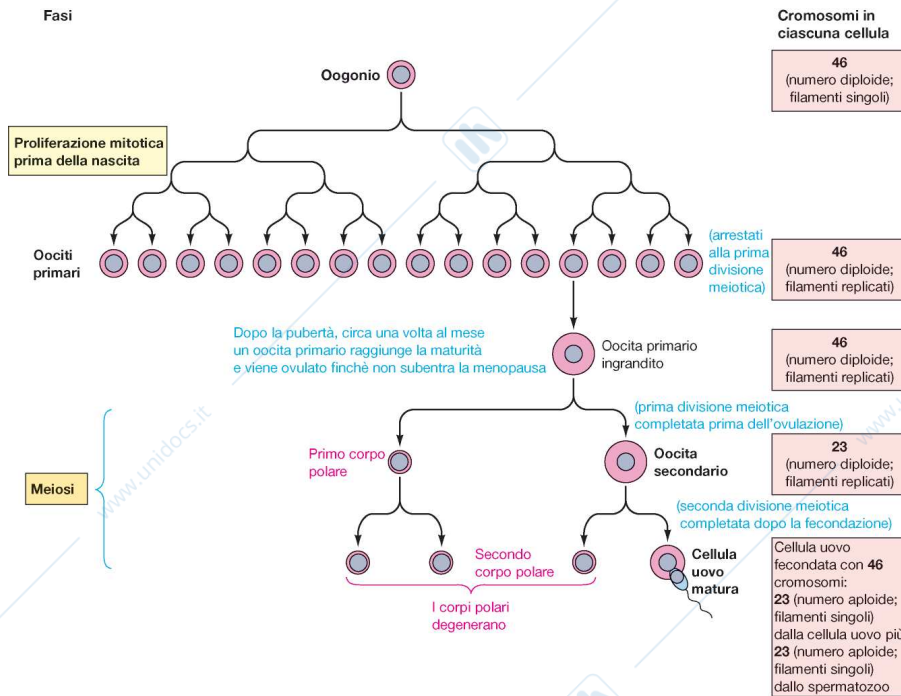 Fasi
Cromosomi in
ciascuna cellula
Oogonio
46
(numero diploide;
filamenti singoli)
Proliferazione mitotica
prima della nascita
Oociti
primari
(arrestati
alla prima
divisione
meiotica)
46
(numero diploide;
filamenti replicati)
Dopo la pubertà, circa una volta al mese
un oocita primario raggiunge la maturità
e viene ovulato finchè non subentra la menopausa
Oocita primario
ingrandito
46
(numero diploide;
filamenti replicati)
(prima divisione meiotica
completata prima dell'ovulazione)
Meiosi
Primo corpo
polare
Oocita
secondario
23
(numero diploide;
filamenti replicati)
(seconda divisione meiotica
completata dopo la fecondazione)
Secondo
corpo polare
Cellula
uovo
matura
I corpi polari
degenerano
Cellula uovo
fecondata con 46
cromosomi:
23 (numero aploide;
filamenti singoli)
dalla cellula uovo più
23 (numero aploide;
filamenti singoli)
dallo spermatozoo
www.unidocs.it